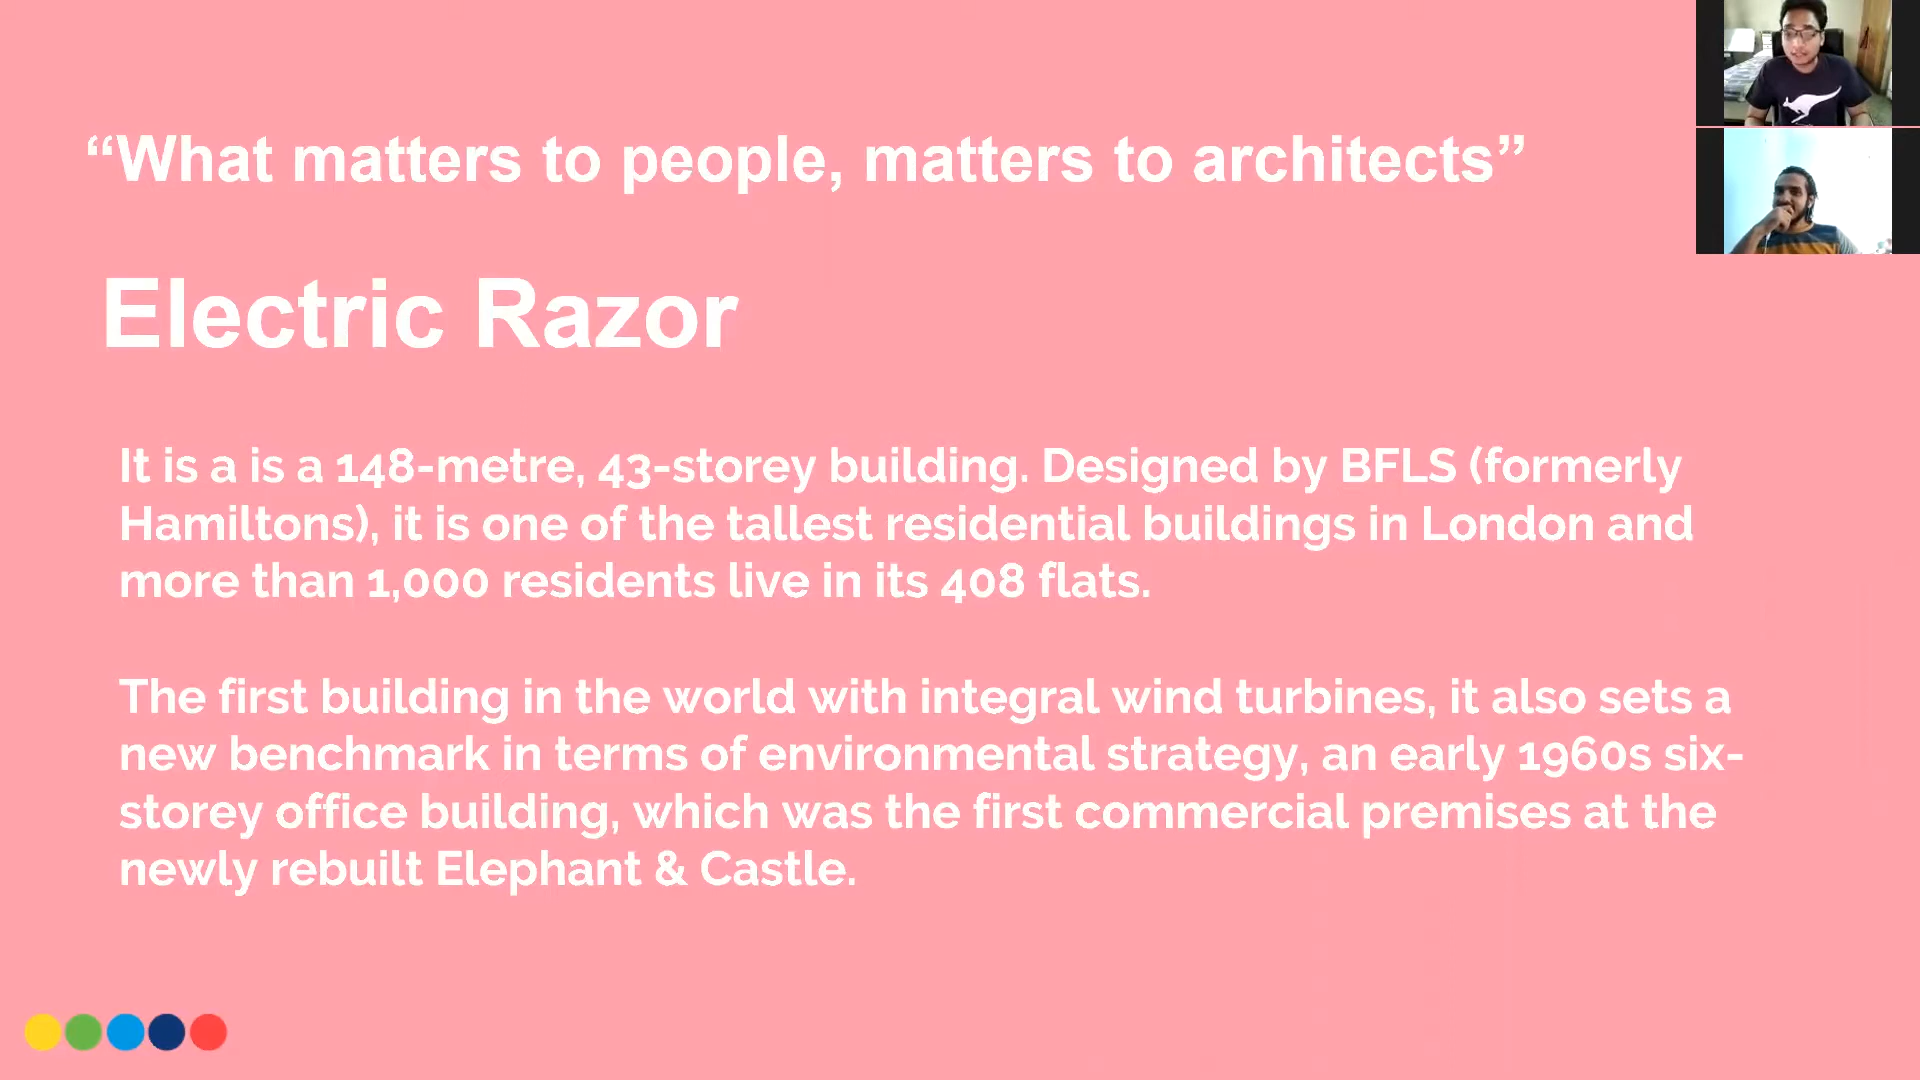 “What matters to people, matters to architects”
Electric Razor
It is a is a 148-metre, 43-storey building. Designed by BFLS (formerly
Hamiltons), it is one of the tallest residential buildings in London and
more than 1,000 residents live in its 408 flats.
The first building in the world with integral wind turbines, it also sets a
new benchmark in terms of environmental strategy, an early 1960s six-
storey office building, which was the first commercial premises at the
newly rebuilt Elephant & Castle.